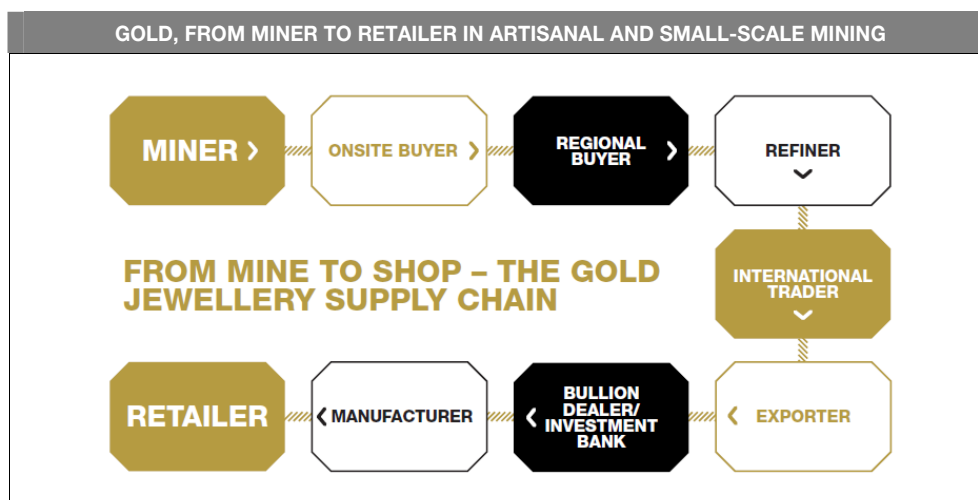 GOLD, FROM MINER TO RETAILER IN ARTISANAL AND SMALL-SCALE MINING
MINER
ONSITE BUYER
REGIONAL
BUYER
REFINER
FROM MINE TO SHOP – THE GOLD
JEWELLERY SUPPLY CHAIN
INTERNATIONAL
TRADER
RETAILER
MANUFACTURER
BULLION
DEALER/
INVESTMENT
BANK
EXPORTER